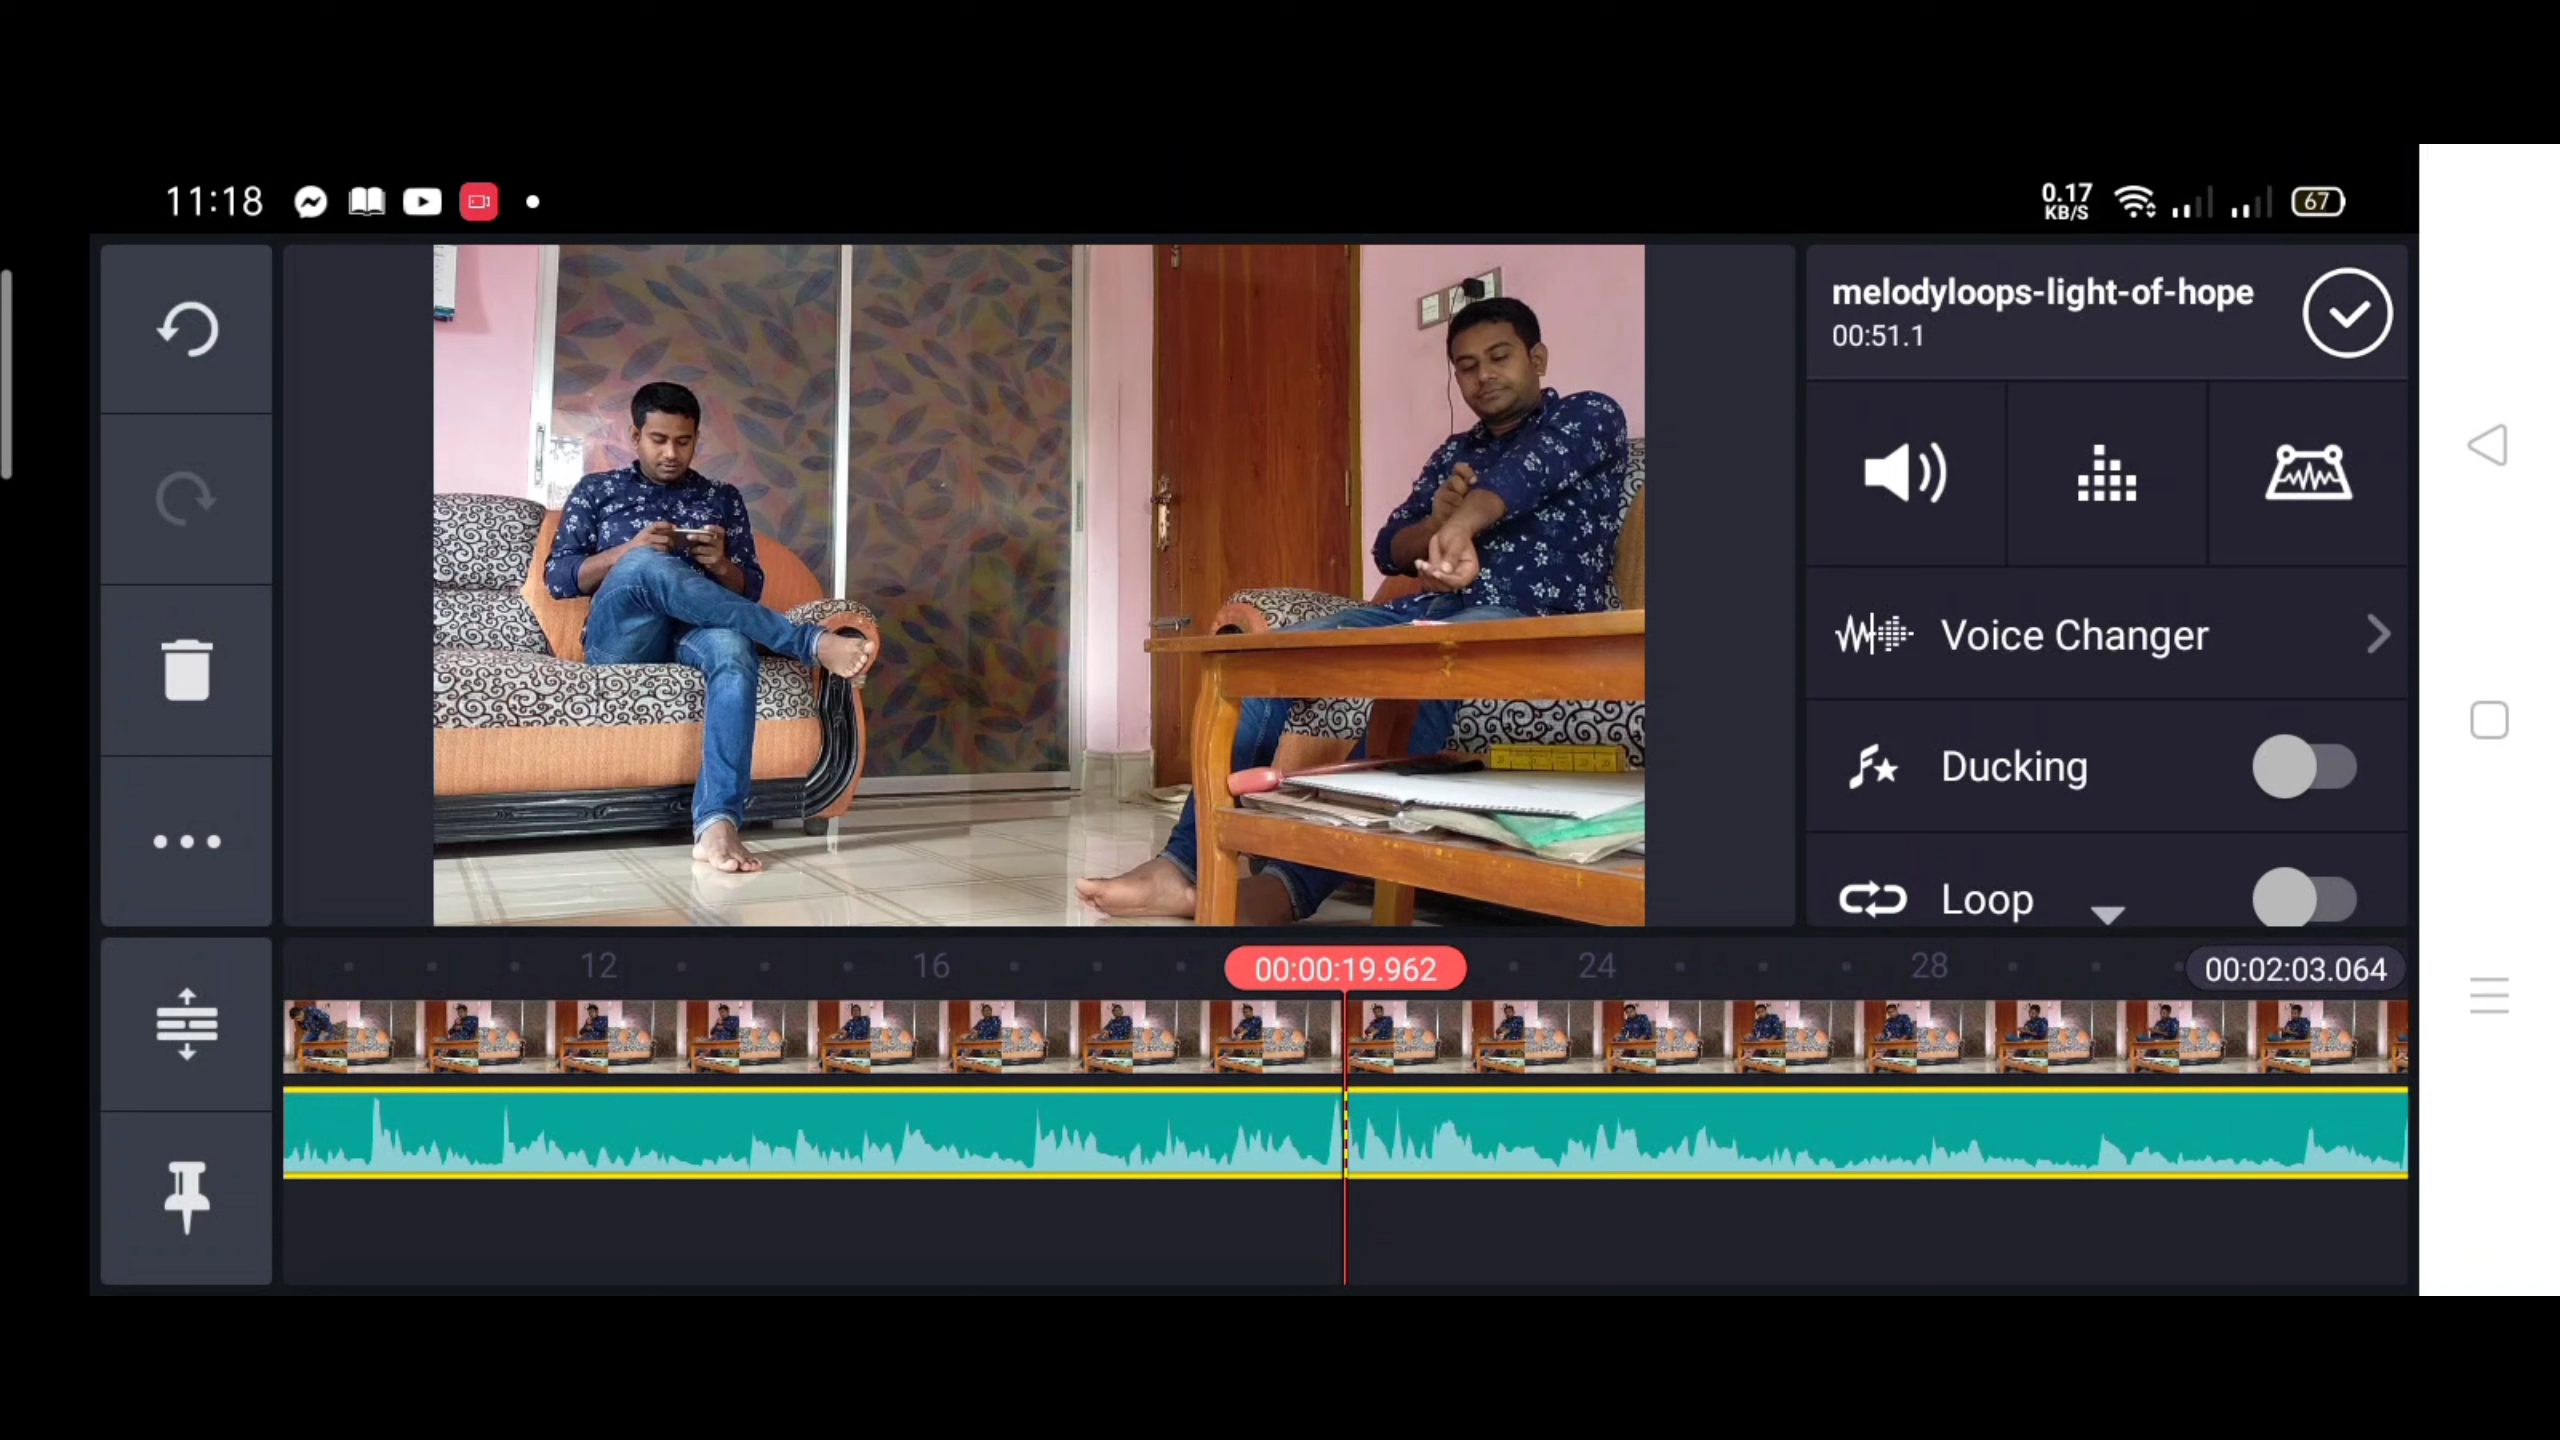 11:18
0.17
KB/S
67
melodyloops-light-of-hope
00:51.1
Voice Changer
Ducking
Loop
12
16
00:00:19.962
24
28
00:02:03.064